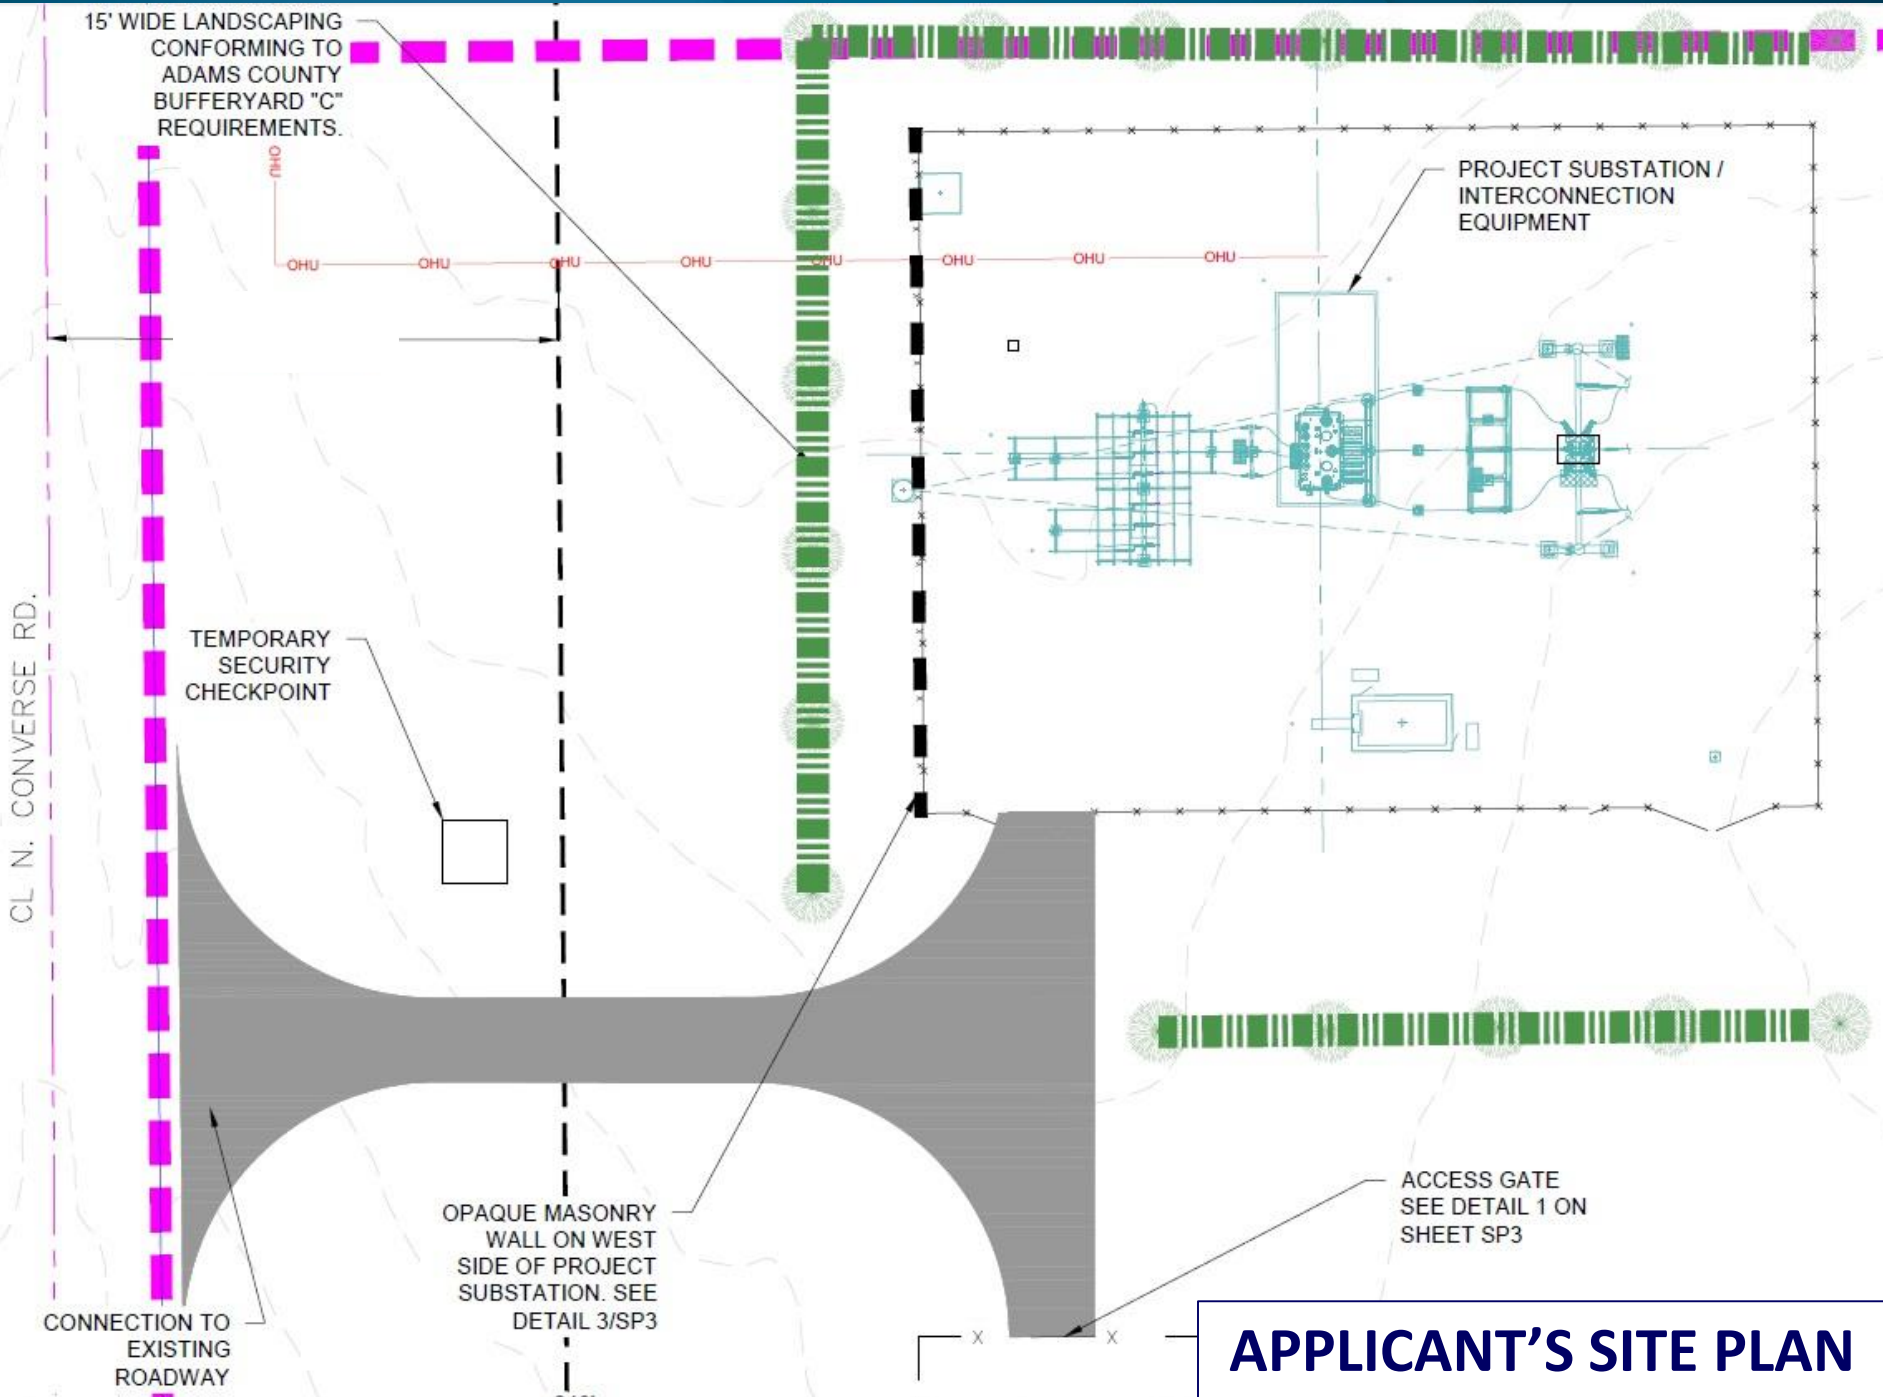 15' WIDE LANDSCAPING
CONFORMING TO
ADAMS COUNTY
BUFFERYARD "C"
REQUIREMENTS.
OHU
OHU
OHU
OHU
OHU
OHU
OHU
OHU
OHU
PROJECT SUBSTATION /
INTERCONNECTION
EQUIPMENT
CL N. CONVERSE RD.
TEMPORARY
SECURITY
CHECKPOINT
OPAQUE MASONRY
WALL ON WEST
SIDE OF PROJECT
SUBSTATION. SEE
DETAIL 3/SP3
ACCESS GATE
SEE DETAIL 1 ON
SHEET SP3
X
X
CONNECTION TO
EXISTING
ROADWAY
APPLICANT'S SITE PLAN